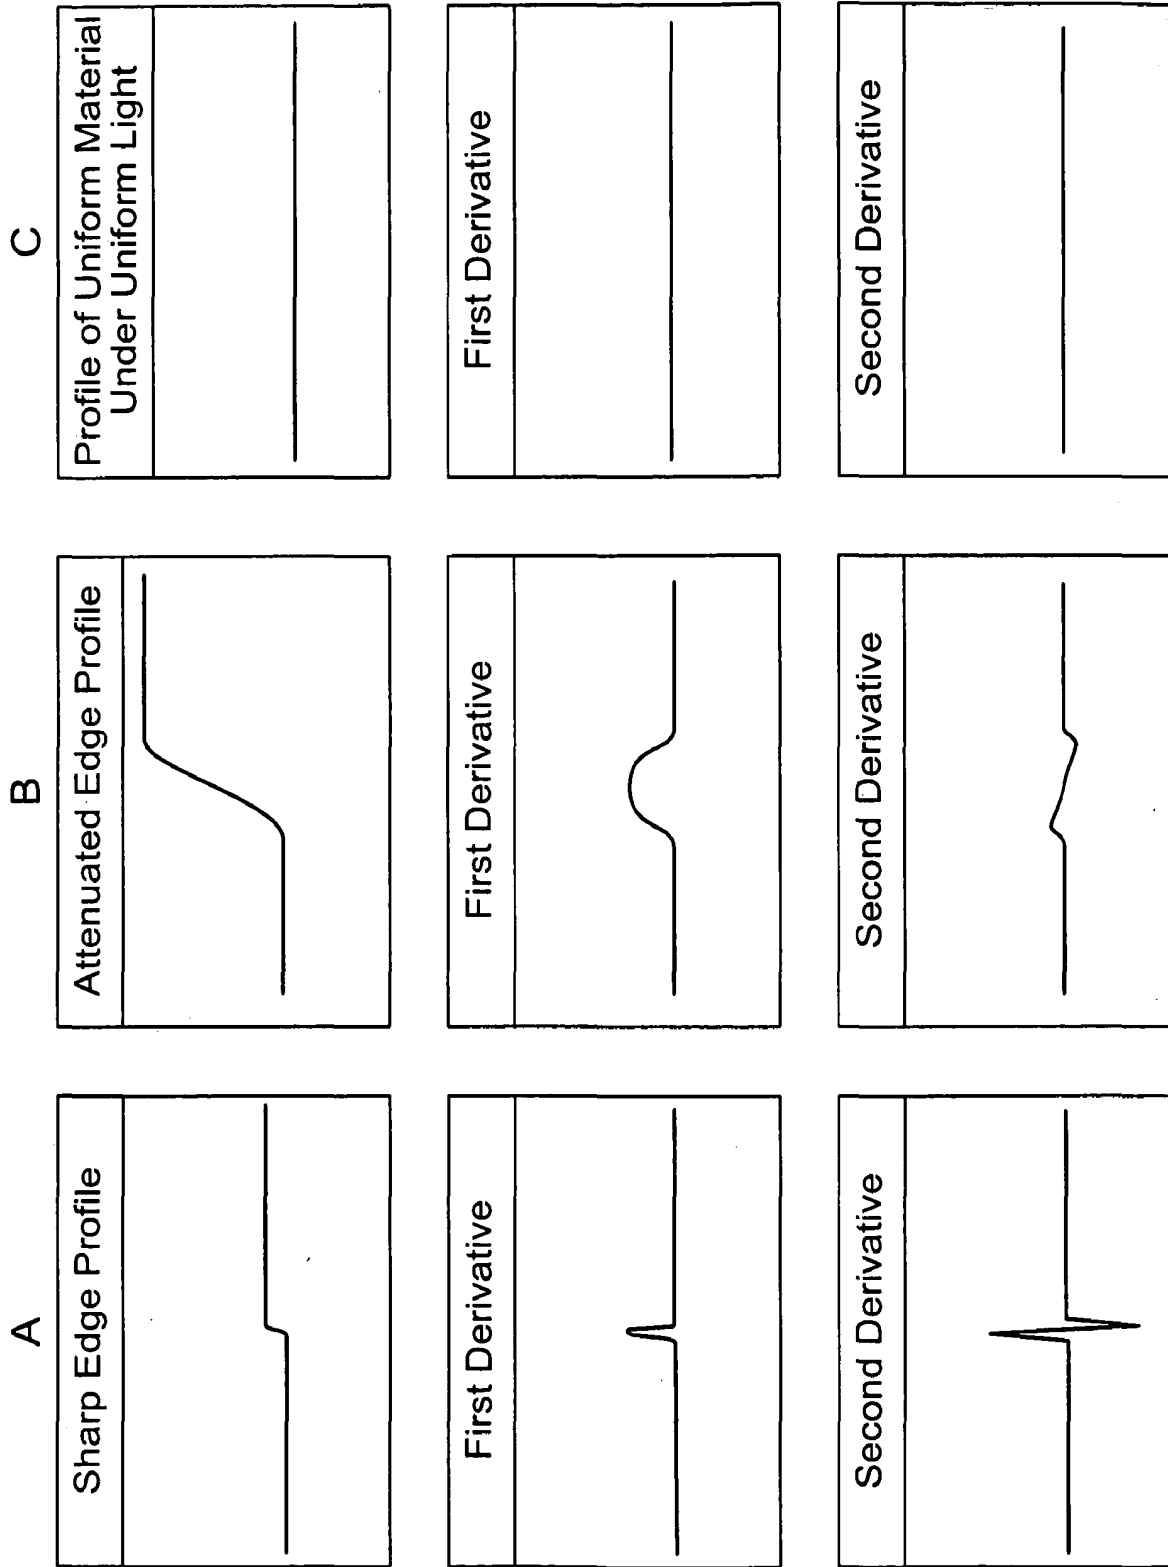 A
Sharp Edge Profile
First Derivative
Second Derivative
B
Attenuated Edge Profile
First Derivative
Second Derivative
C
Profile of Uniform Material
Under Uniform Light
First Derivative
Second Derivative